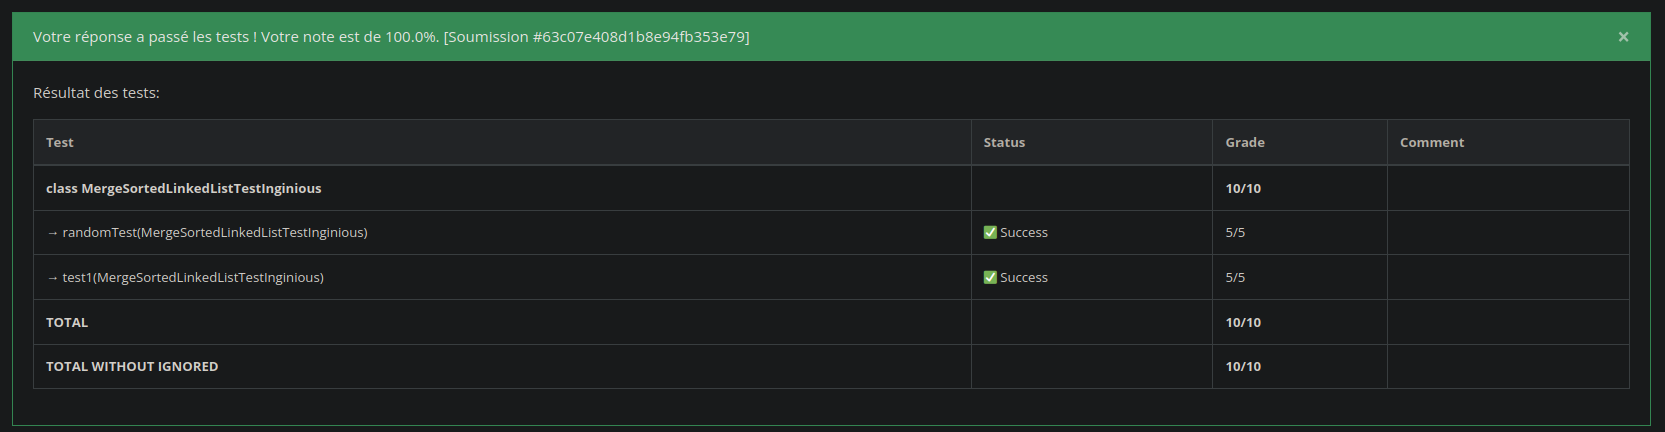 Votre réponse a passé les tests ! Votre note est de 100.0%. [Soumission #63c07e408d1b8e94fb353e79] ×
Résultat des tests:
Test Status Grade Comment
class MergeSortedLinkedListTestInginious 10/10
→ randomTest(MergeSortedLinkedListTestInginious) ✅ Success 5/5
→ test1(MergeSortedLinkedListTestInginious) ✅ Success 5/5
TOTAL 10/10
TOTAL WITHOUT IGNORED 10/10